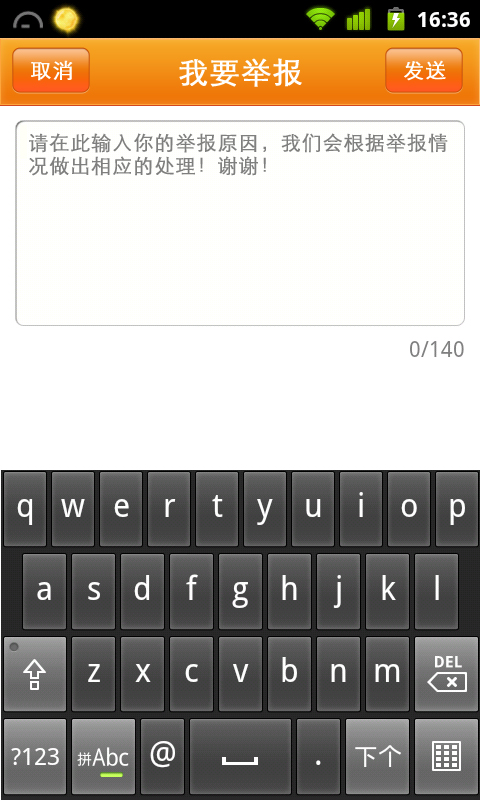 16:36
取消 我要举报 发送
请在此输入你的举报原因，我们会根据举报情
况做出相应的处理！谢谢！
0/140
q w e r t y u i o p
a s d f g h j k l
z x c v b n m DEL
?123 拼Abc @ . 下个